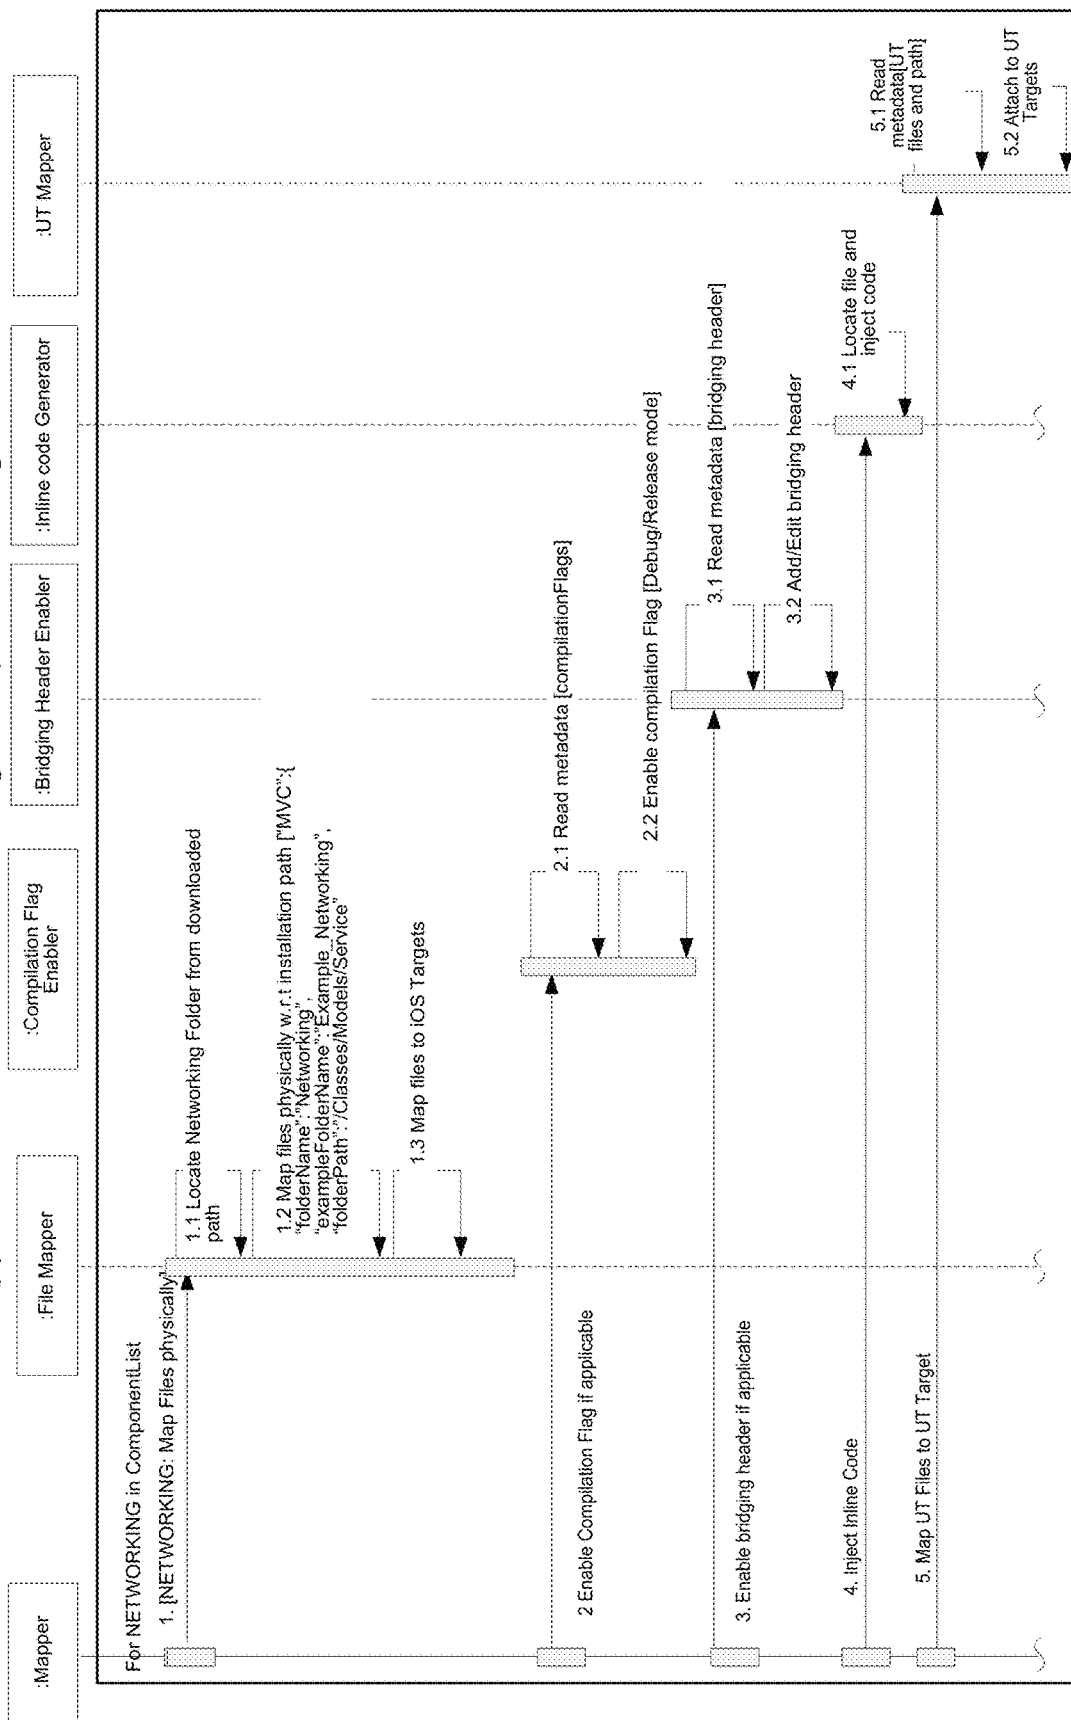 :Mapper
:File Mapper
:Compilation Flag
Enabler
:Bridging Header Enabler
:Inline code Generator
:UT Mapper
For NETWORKING in ComponentList
1. [NETWORKING: Map Files physically]
1.1 Locate Networking Folder from downloaded
path
1.2 Map files physically w.r.t installation path ["MVC":{
"folderName":"Networking",
"exampleFolderName":"Example_Networking",
"folderPath":"/Classes/Models/Service"
1.3 Map files to iOS Targets
2 Enable Compilation Flag if applicable
2.1 Read metadata [compilationFlags]
2.2 Enable compilation Flag [Debug/Release mode]
3. Enable bridging header if applicable
3.1 Read metadata [bridging header]
3.2 Add/Edit bridging header
4. Inject Inline Code
4.1 Locate file and
inject code
5. Map UT Files to UT Target
5.1 Read
metadata[UT
files and path]
5.2 Attach to UT
Targets